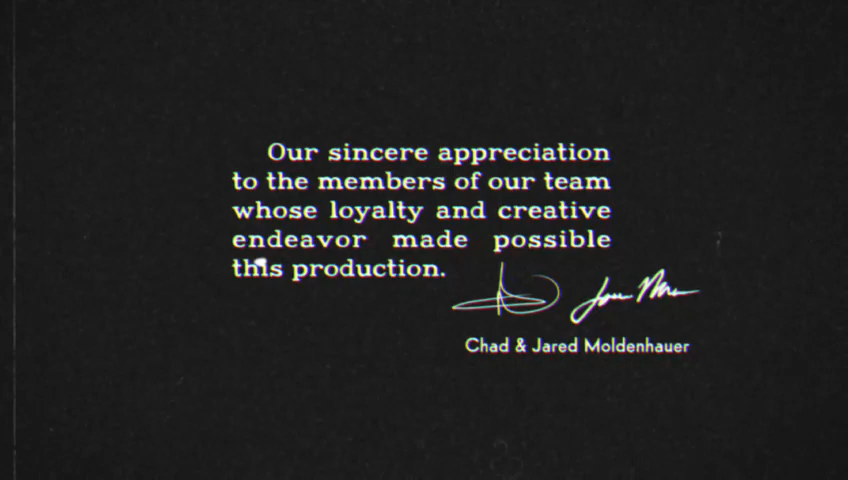 Our sincere appreciation
to the members of our team
whose loyalty and creative
endeavor made possible
this production.
Chad & Jared Moldenhauer